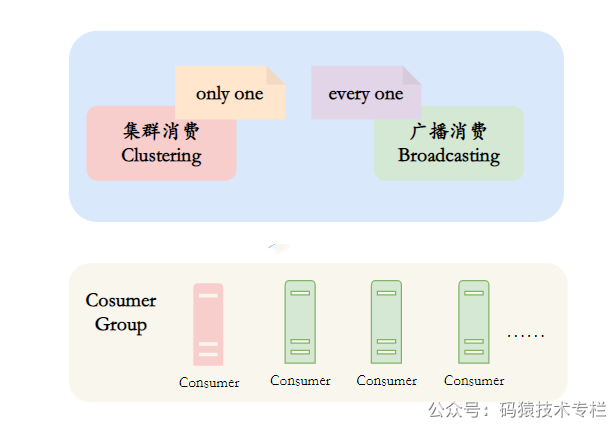 only one
every one
集群消费
Clustering
广播消费
Broadcasting
Cosumer
Group
Consumer
Consumer
Consumer
Consumer
......
公众号：码猿技术专栏